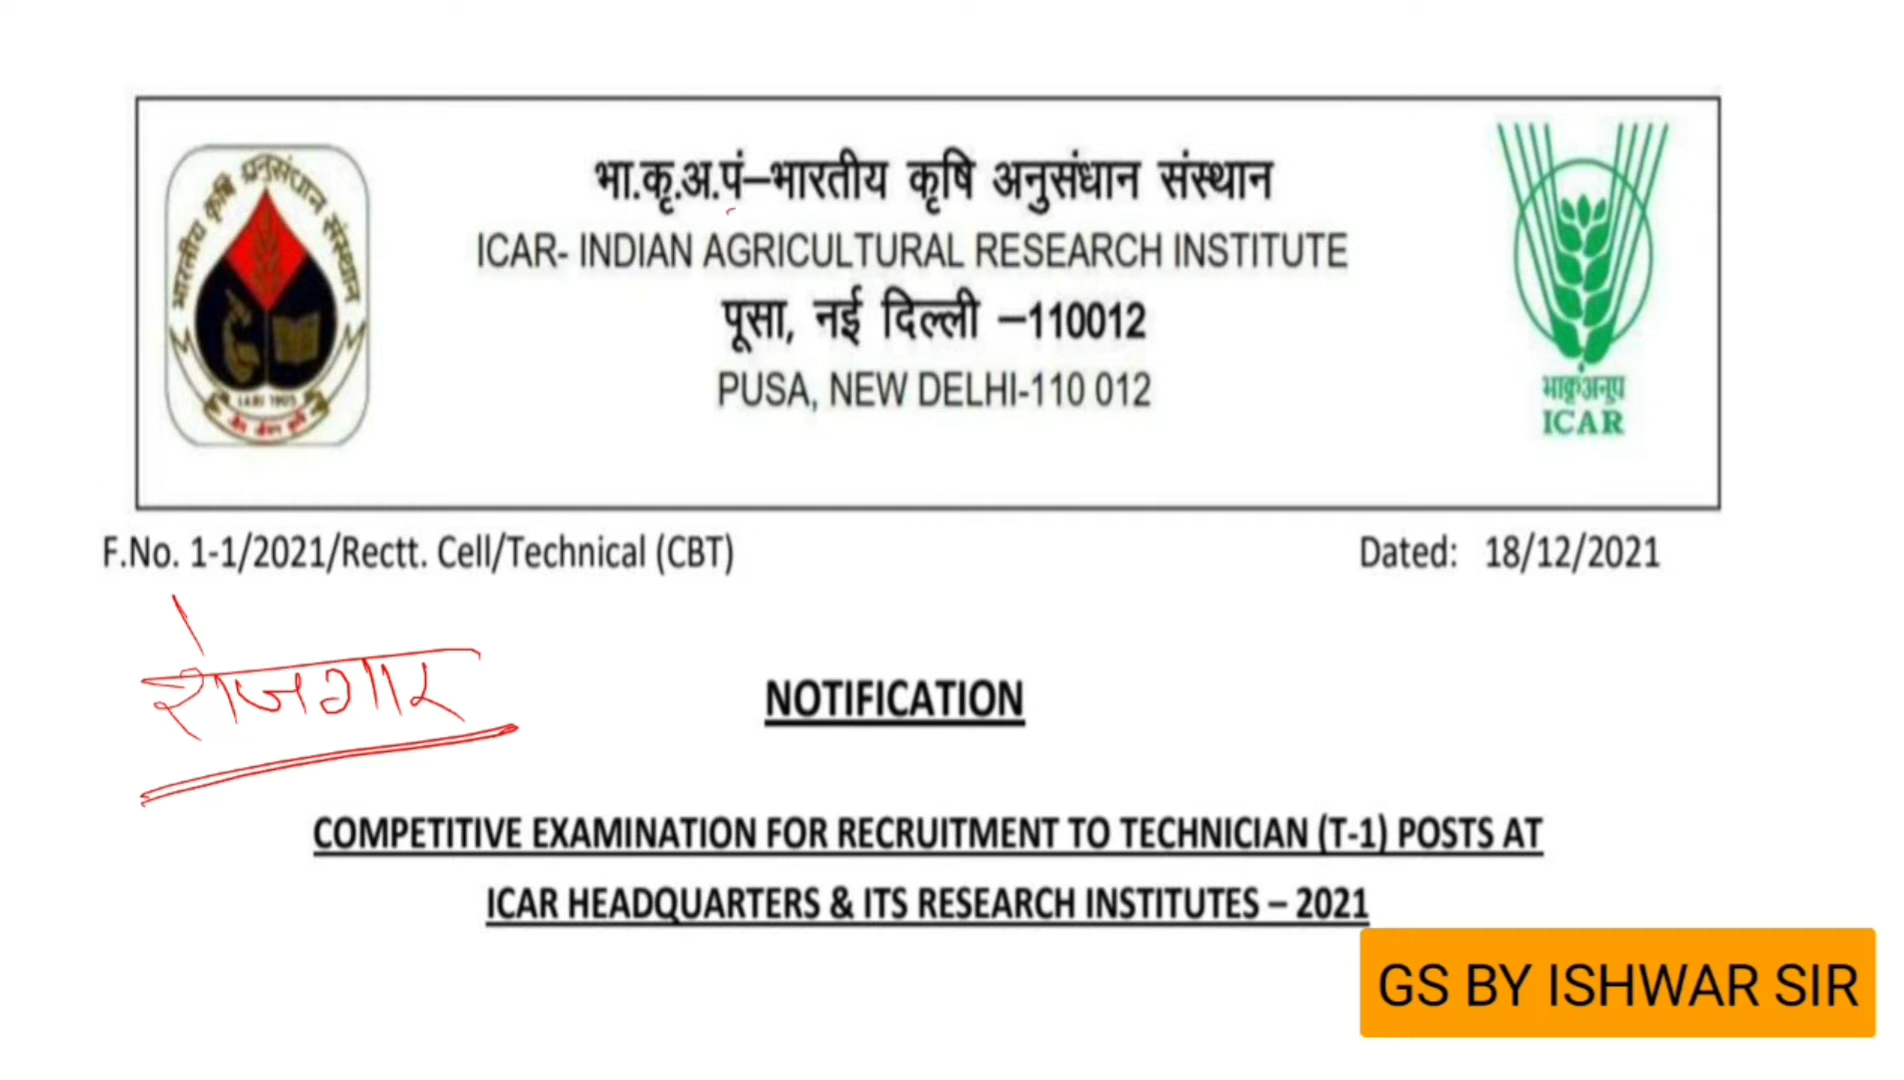 भारतीय कृषि अनुसंधान संस्थान
भा.कृ.अ.पं–भारतीय कृषि अनुसंधान संस्थान
ICAR- INDIAN AGRICULTURAL RESEARCH INSTITUTE
पूसा, नई दिल्ली –110012
PUSA, NEW DELHI-110 012
भाकृअनुप
ICAR
F.No. 1-1/2021/Rectt. Cell/Technical (CBT)
Dated: 18/12/2021
रोजगार
NOTIFICATION
COMPETITIVE EXAMINATION FOR RECRUITMENT TO TECHNICIAN (T-1) POSTS AT
ICAR HEADQUARTERS & ITS RESEARCH INSTITUTES – 2021
GS BY ISHWAR SIR